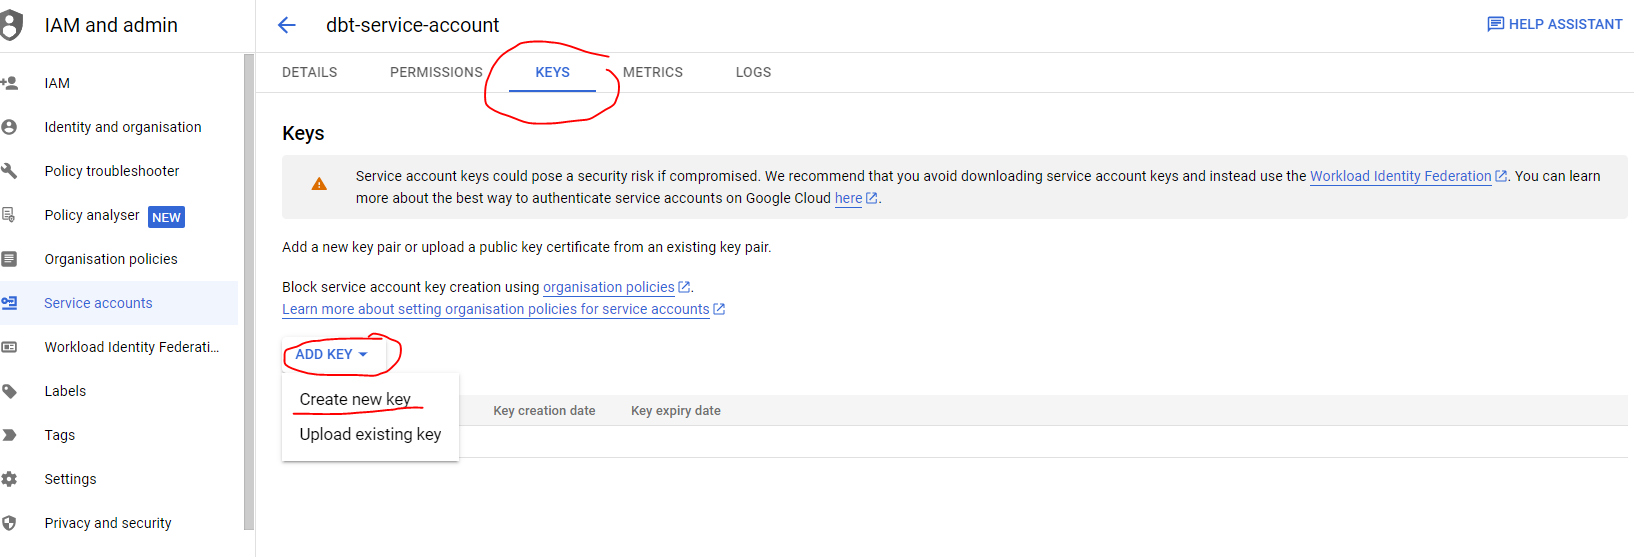 IAM and admin
dbt-service-account
HELP ASSISTANT
IAM
Identity and organisation
Policy troubleshooter
Policy analyser NEW
Organisation policies
Service accounts
Workload Identity Federati...
Labels
Tags
Settings
Privacy and security
DETAILS PERMISSIONS KEYS METRICS LOGS
Keys
Service account keys could pose a security risk if compromised. We recommend that you avoid downloading service account keys and instead use the Workload Identity Federation. You can learn
more about the best way to authenticate service accounts on Google Cloud here.
Add a new key pair or upload a public key certificate from an existing key pair.
Block service account key creation using organisation policies.
Learn more about setting organisation policies for service accounts
ADD KEY
Create new key
Upload existing key
Key creation date Key expiry date